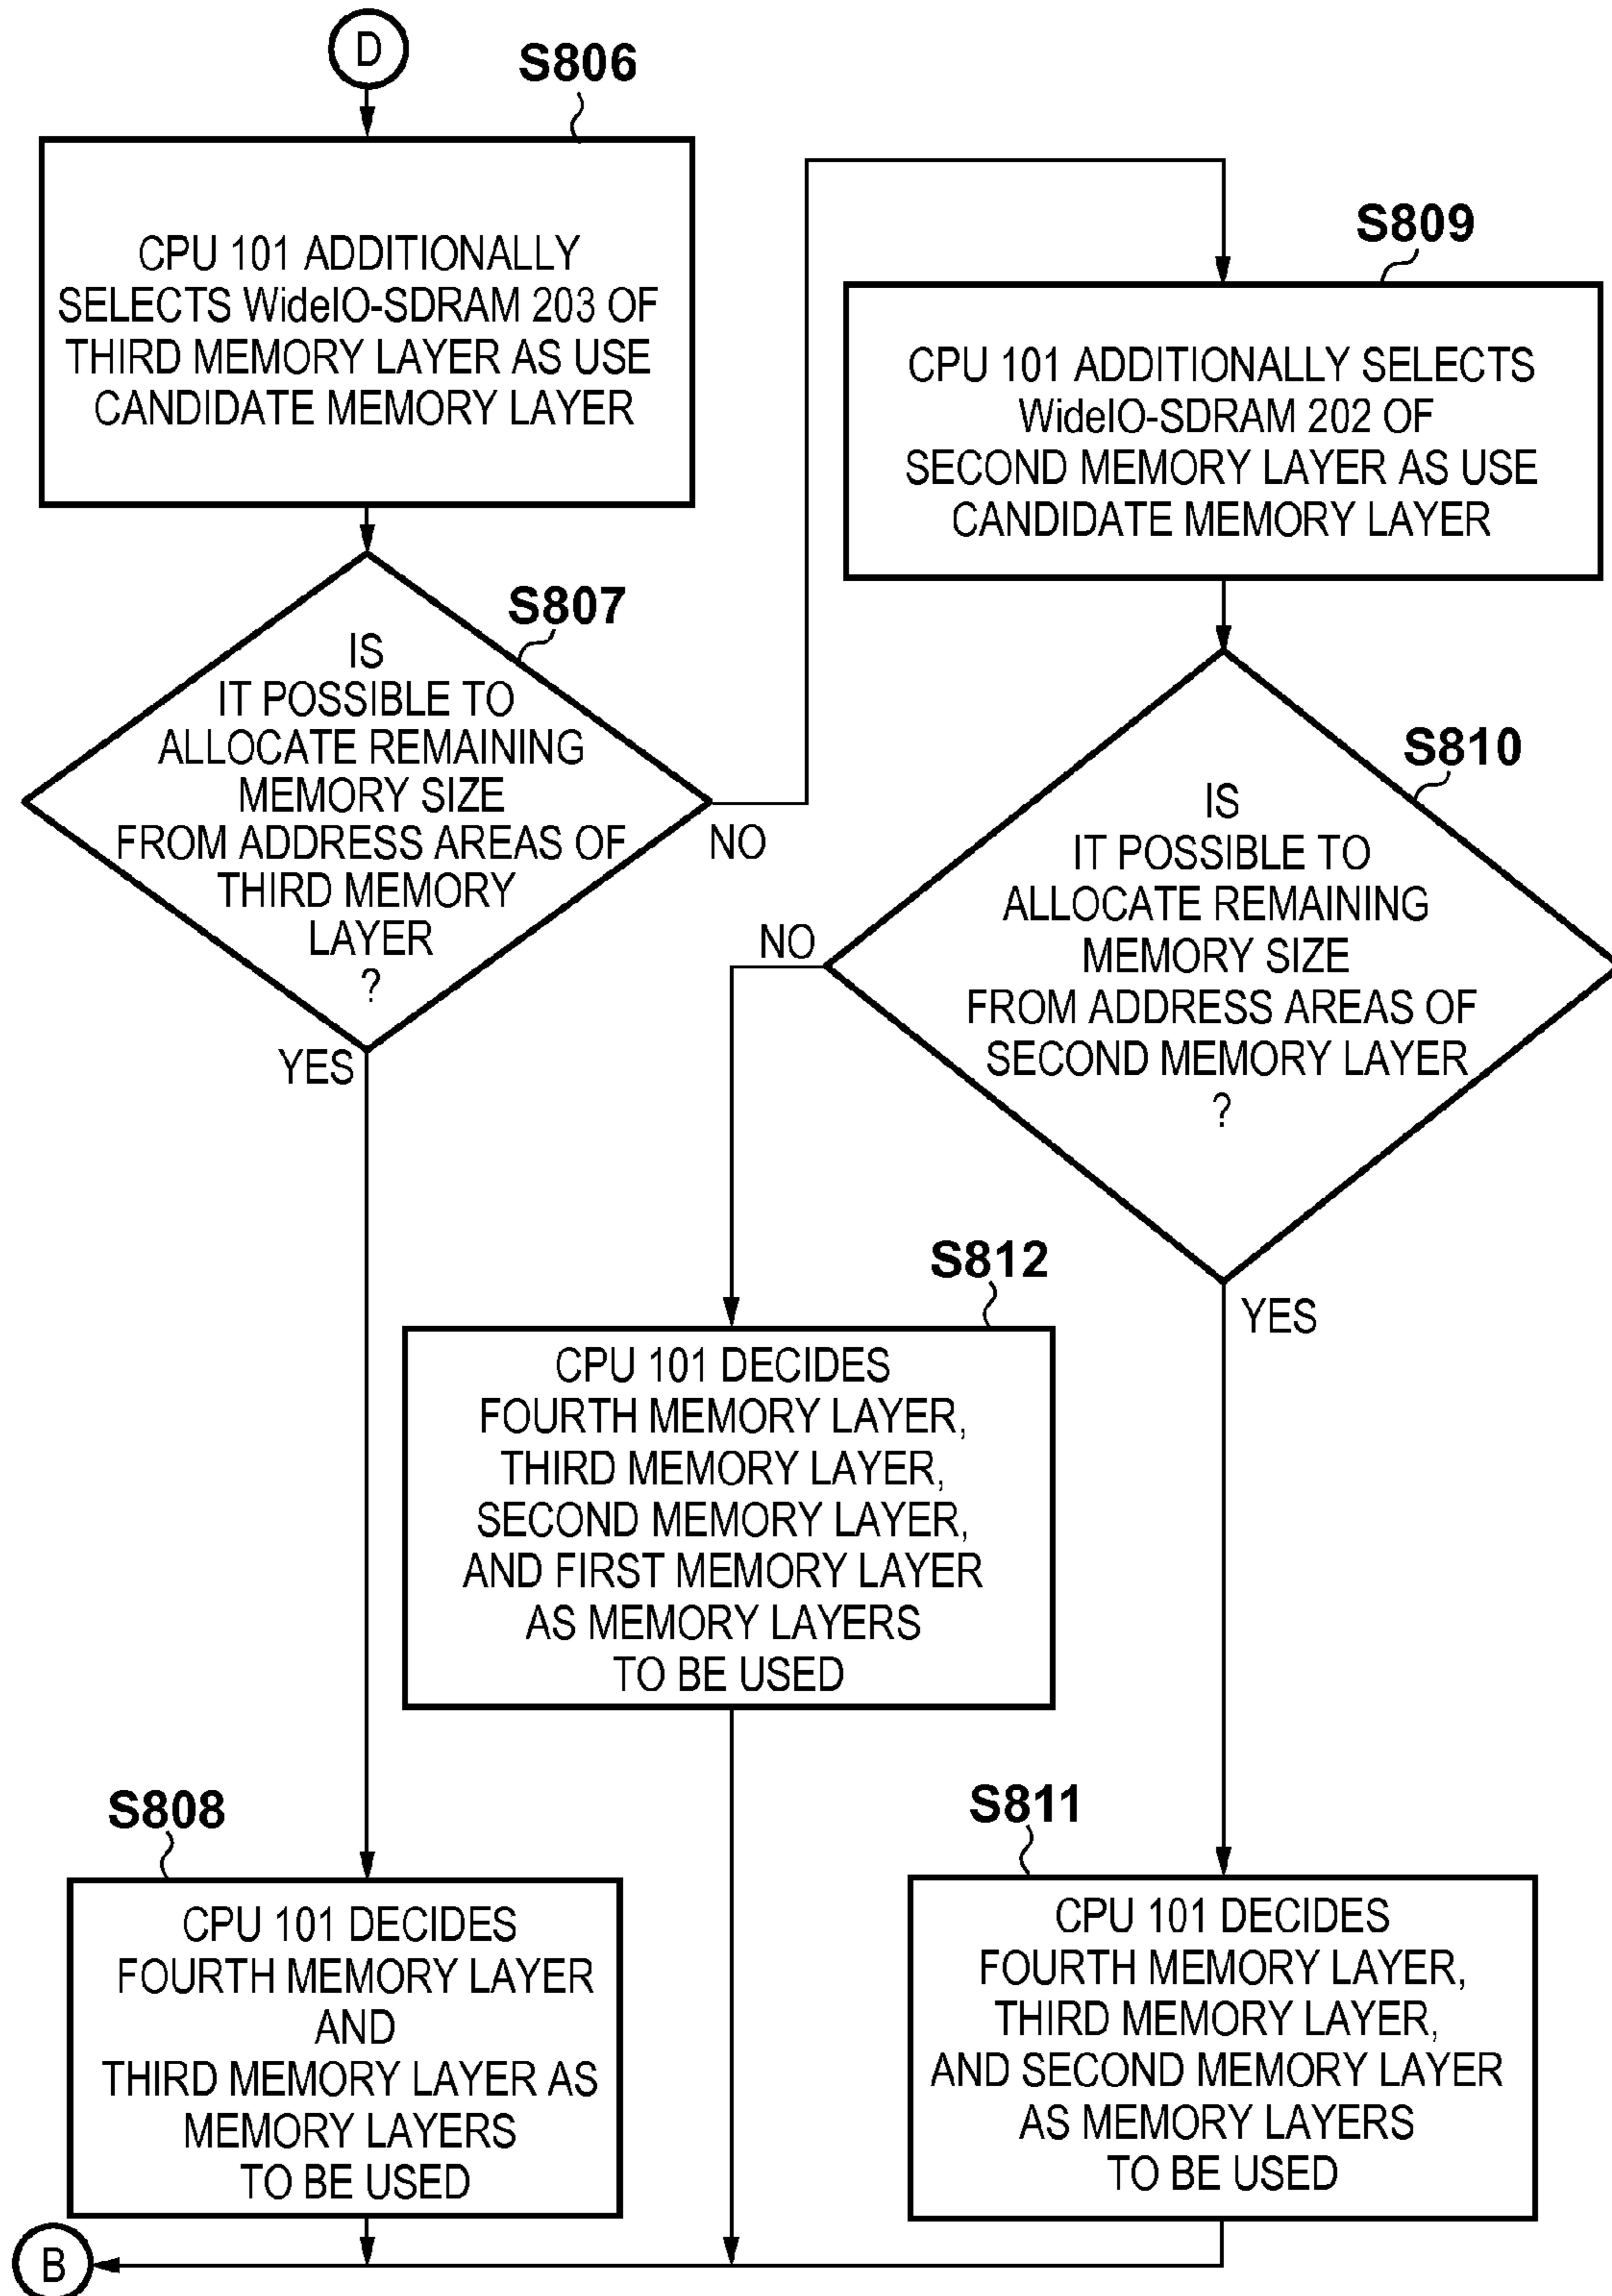 D
S806
CPU 101 ADDITIONALLY
SELECTS WideIO-SDRAM 203 OF
THIRD MEMORY LAYER AS USE
CANDIDATE MEMORY LAYER
S807
IS
IT POSSIBLE TO
ALLOCATE REMAINING
MEMORY SIZE
FROM ADDRESS AREAS OF
THIRD MEMORY
LAYER
?
NO
YES
S809
CPU 101 ADDITIONALLY SELECTS
WideIO-SDRAM 202 OF
SECOND MEMORY LAYER AS USE
CANDIDATE MEMORY LAYER
S810
IS
IT POSSIBLE TO
ALLOCATE REMAINING
MEMORY SIZE
FROM ADDRESS AREAS OF
SECOND MEMORY LAYER
?
NO
YES
S812
CPU 101 DECIDES
FOURTH MEMORY LAYER,
THIRD MEMORY LAYER,
SECOND MEMORY LAYER,
AND FIRST MEMORY LAYER
AS MEMORY LAYERS
TO BE USED
S808
CPU 101 DECIDES
FOURTH MEMORY LAYER
AND
THIRD MEMORY LAYER AS
MEMORY LAYERS
TO BE USED
S811
CPU 101 DECIDES
FOURTH MEMORY LAYER,
THIRD MEMORY LAYER,
AND SECOND MEMORY LAYER
AS MEMORY LAYERS
TO BE USED
B